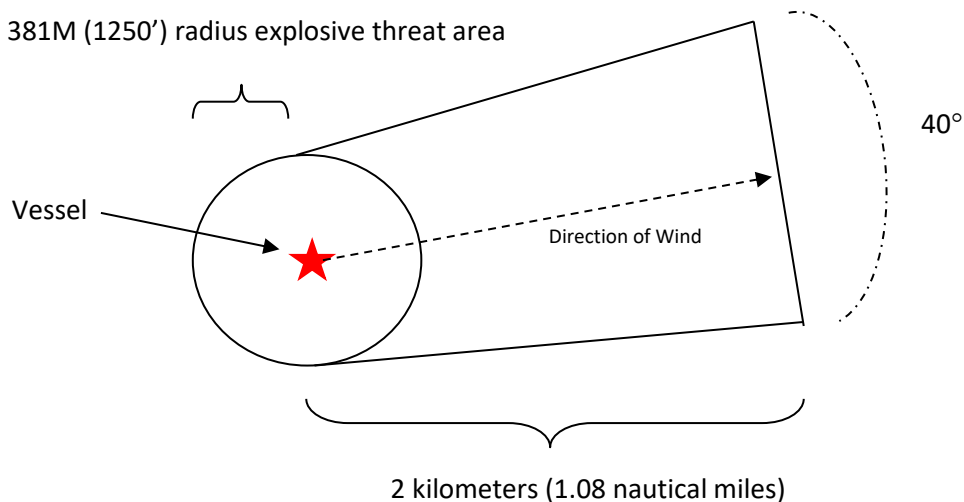 381M (1250’) radius explosive threat area
40°
Vessel
Direction of Wind
2 kilometers (1.08 nautical miles)